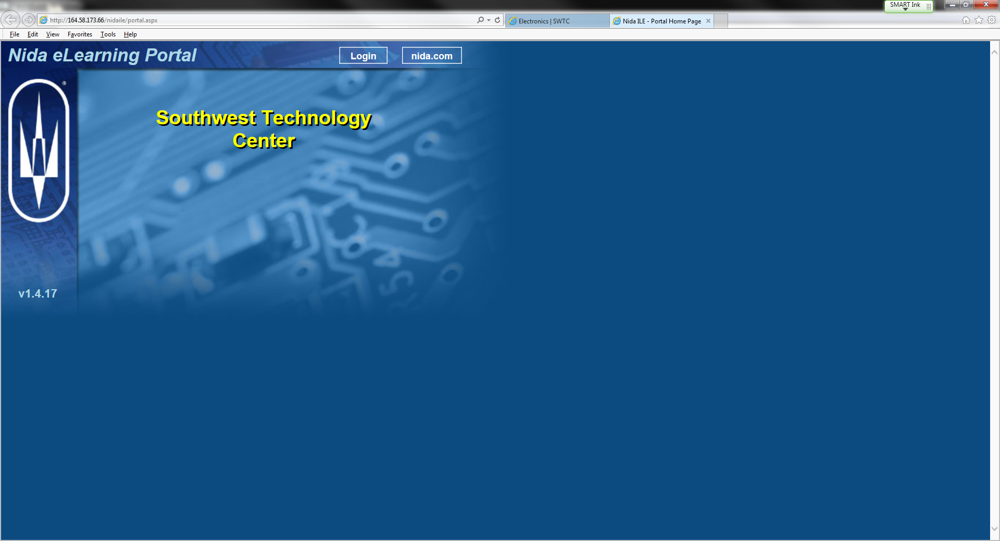 SMART Ink
http://164.58.173.66/nidaile/portal.aspx
Electronics | SWTC
Nida ILE - Portal Home Page
File Edit View Favorites Tools Help
Nida eLearning Portal
Login
nida.com
®
Southwest Technology
Center
v1.4.17